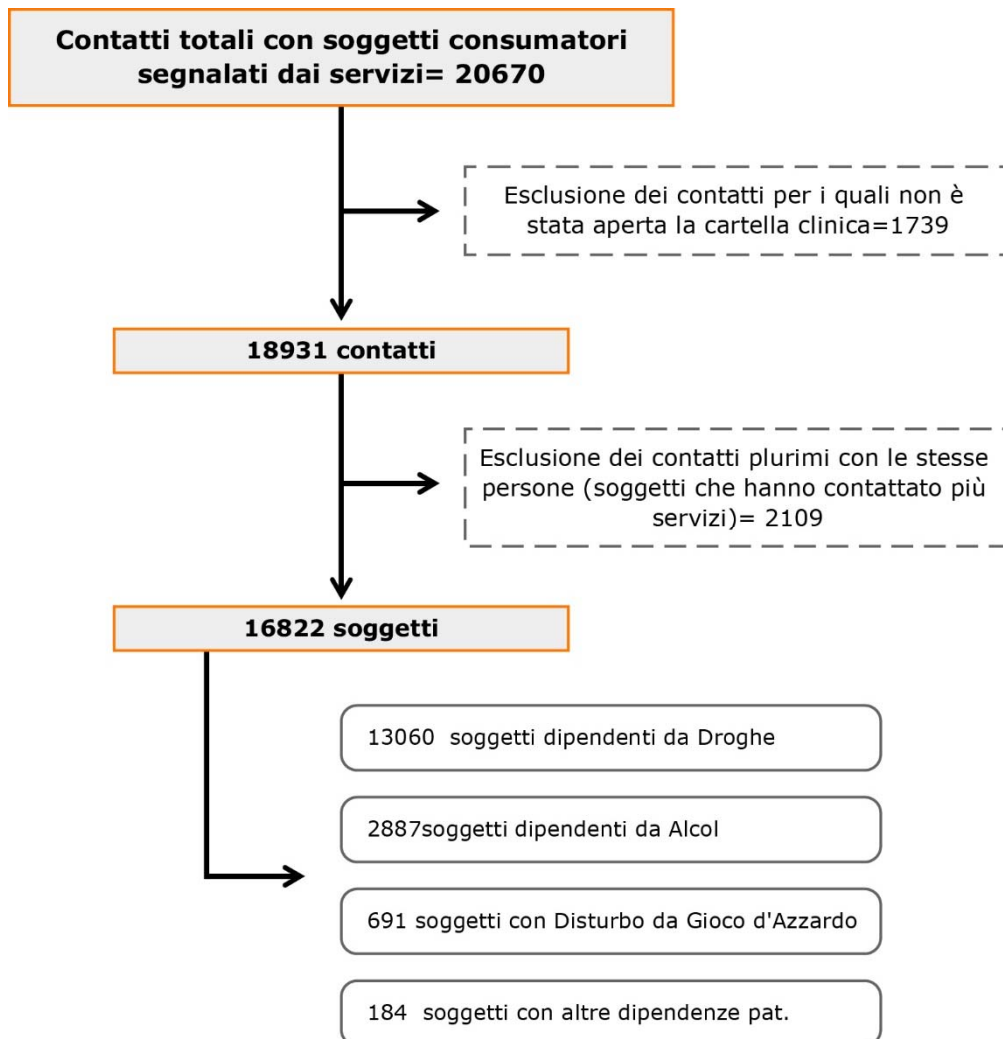 Contatti totali con soggetti consumatori
segnalati dai servizi= 20670
Esclusione dei contatti per i quali non è
stata aperta la cartella clinica=1739
18931 contatti
Esclusione dei contatti plurimi con le stesse
persone (soggetti che hanno contattato più
servizi)= 2109
16822 soggetti
13060 soggetti dipendenti da Droghe
2887soggetti dipendenti da Alcol
691 soggetti con Disturbo da Gioco d'Azzardo
184 soggetti con altre dipendenze pat.